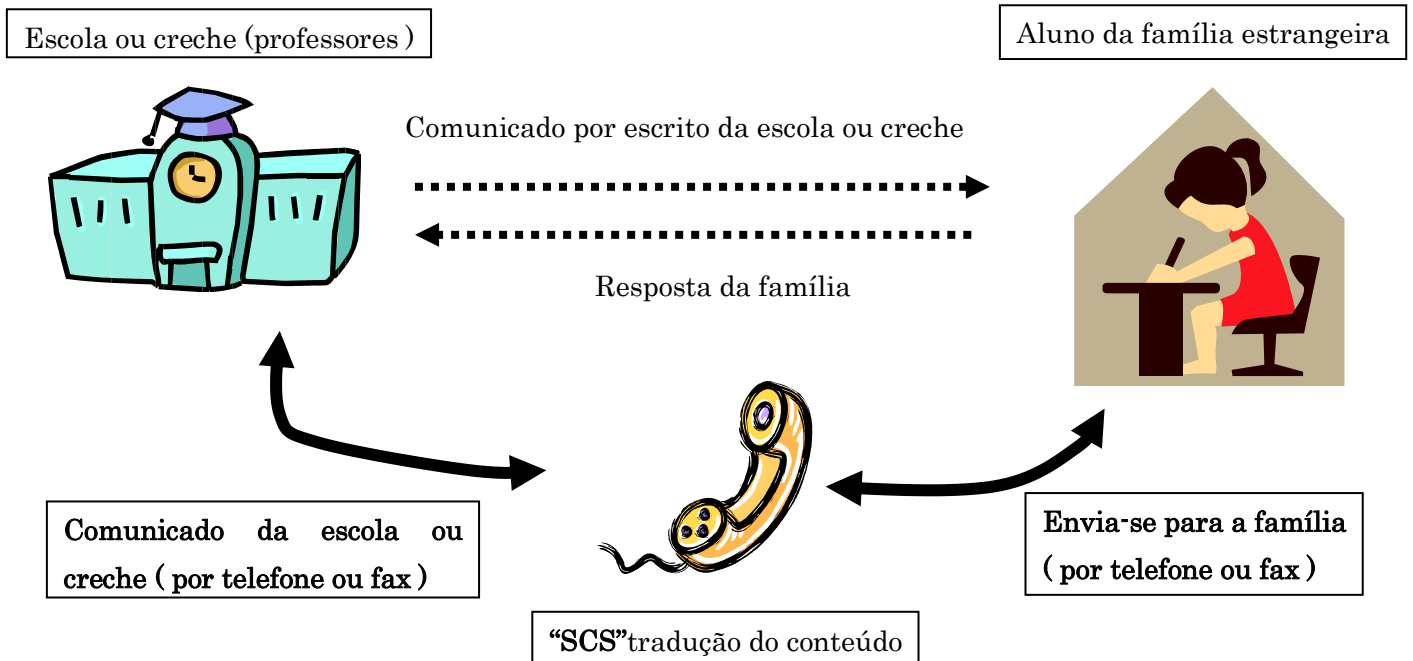 Escola ou creche (professores )
Aluno da família estrangeira
Comunicado por escrito da escola ou creche
Resposta da família
Comunicado da escola ou
creche ( por telefone ou fax )
Envia-se para a família
( por telefone ou fax )
“SCS”tradução do conteúdo